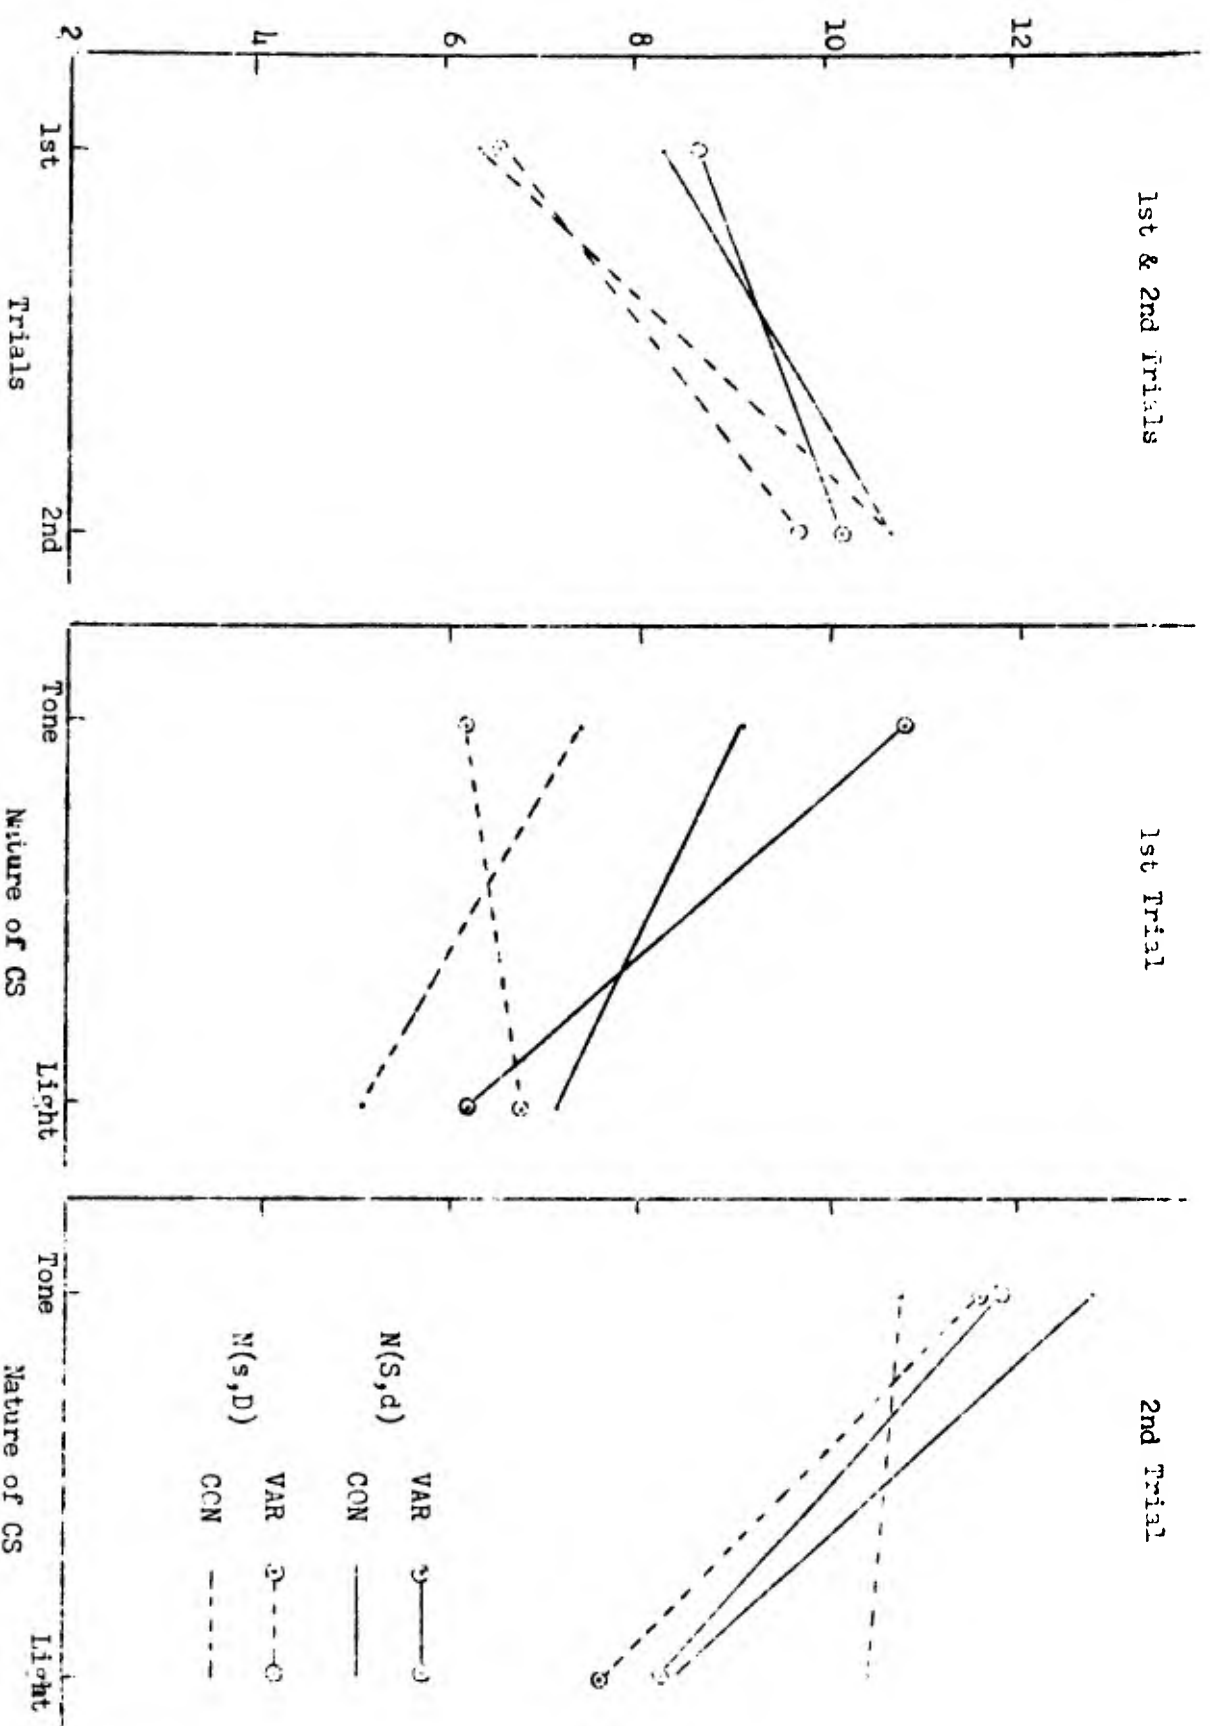 1st & 2nd Trials
1st Trial
2nd Trial
12
10
8
6
4
2
N(S,d)
VAR
CON
N(s,D)
VAR
CON
1st
2nd
Tone
Light
Tone
Light
Trials
Nature of CS
Nature of CS